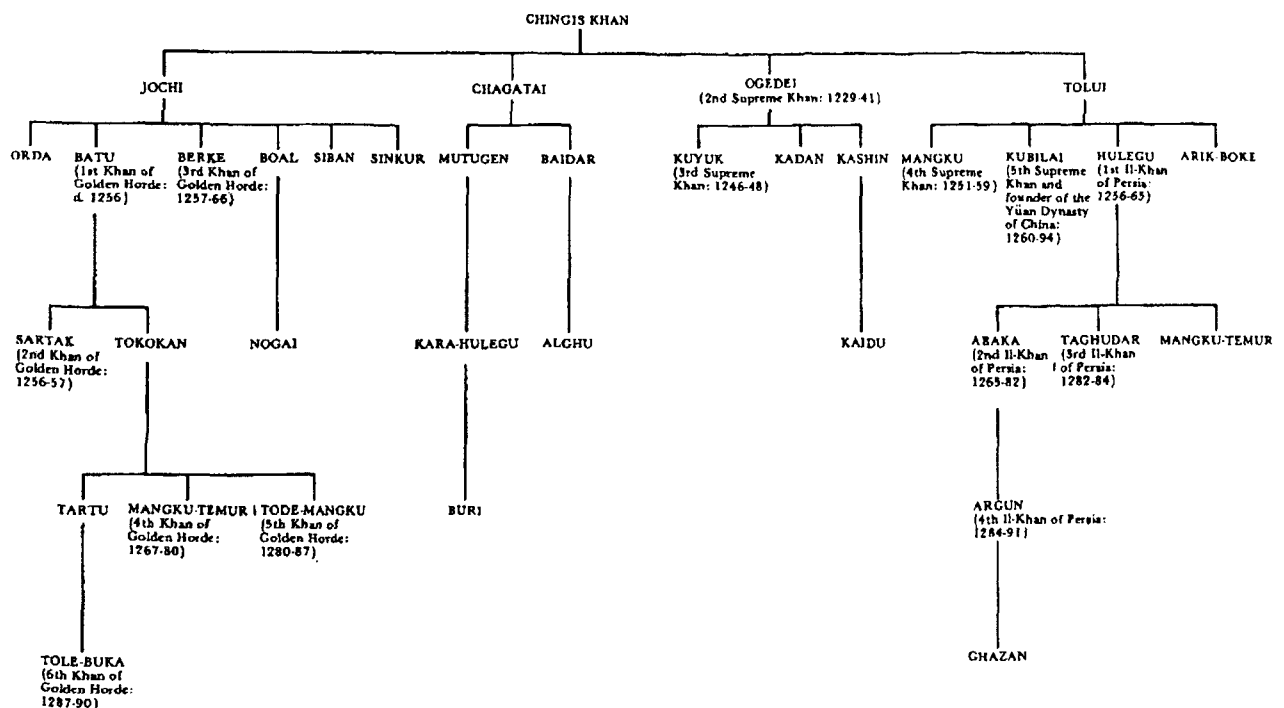 CHINGIS KHAN
JOCHI
CHAGATAI
OGEDEI
(2nd Supreme Khan: 1229-41)
TOLUI
ORDA
BATU
(1st Khan of
Golden Horde:
d. 1256)
BERKE
(3rd Khan of
Golden Horde:
1257-66)
BOAL
SIBAN
SINKUR
MUTUGEN
BAIDAR
KUYUK
(3rd Supreme
Khan: 1246-48)
KADAN
KASHIN
MANGKU
(4th Supreme
Khan: 1251-59)
KUBILAI
(5th Supreme
Khan and
founder of the
Yüan Dynasty
of China:
1260-94)
HULEGU
(1st Il-Khan
of Persia:
1256-65)
ARIK-BOKE
SARTAK
(2nd Khan of
Golden Horde:
1256-57)
TOKOKAN
NOGAI
KARA-HULEGU
ALGHU
KAIDU
ABAKA
(2nd Il-Khan
of Persia:
1265-82)
TAGHUDAR
(3rd Il-Khan
of Persia:
1282-84)
MANGKU-TEMUR
TARTU
MANGKU-TEMUR
(4th Khan of
Golden Horde:
1267-80)
TODE-MANGKU
(5th Khan of
Golden Horde:
1280-87)
BURI
ARGUN
(4th Il-Khan of Persia:
1284-91)
TOLE-BUKA
(6th Khan of
Golden Horde:
1287-90)
GHAZAN